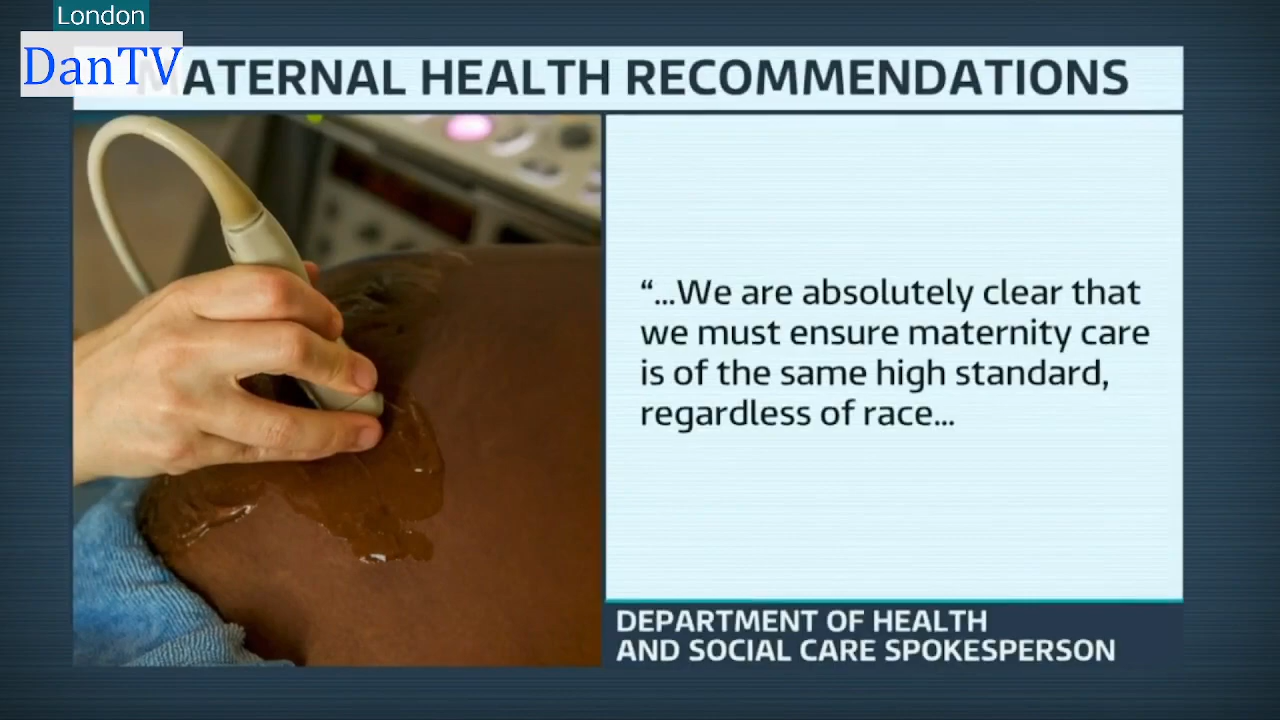 London
DanTV
MATERNAL HEALTH RECOMMENDATIONS
“...We are absolutely clear that
we must ensure maternity care
is of the same high standard,
regardless of race...
DEPARTMENT OF HEALTH
AND SOCIAL CARE SPOKESPERSON